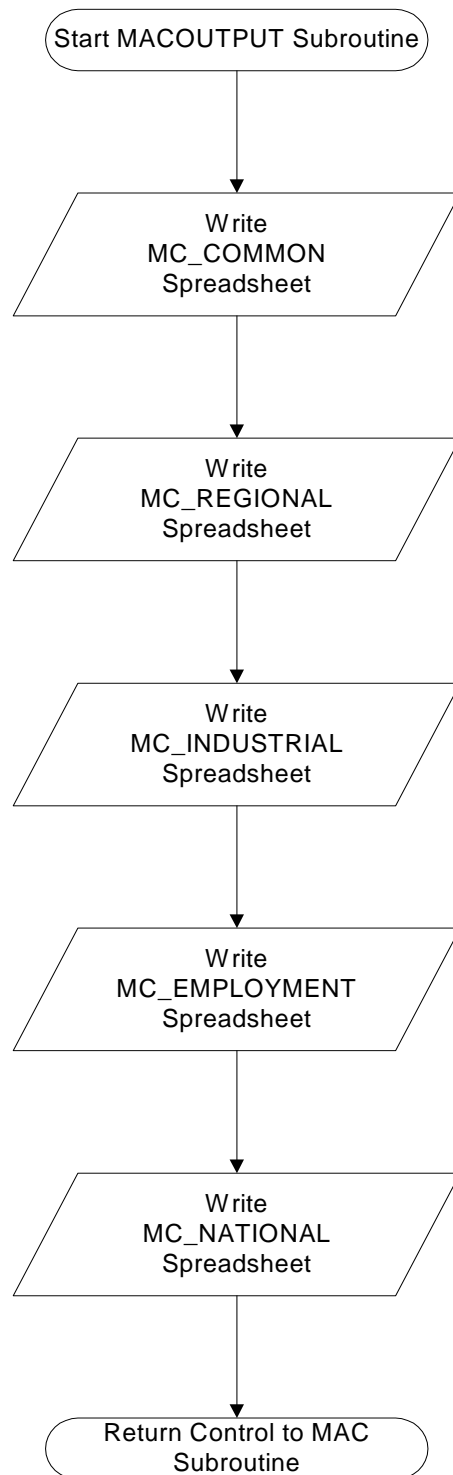 Start MACOUTPUT Subroutine
Write
MC_COMMON
Spreadsheet
Write
MC_REGIONAL
Spreadsheet
Write
MC_INDUSTRIAL
Spreadsheet
Write
MC_EMPLOYMENT
Spreadsheet
Write
MC_NATIONAL
Spreadsheet
Return Control to MAC
Subroutine